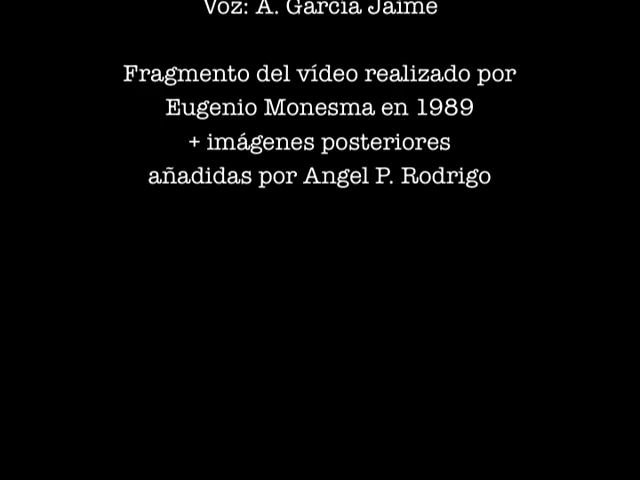 Voz: A. García Jaime
Fragmento del vídeo realizado por
Eugenio Monesma en 1989
+ imágenes posteriores
añadidas por Angel P. Rodrigo